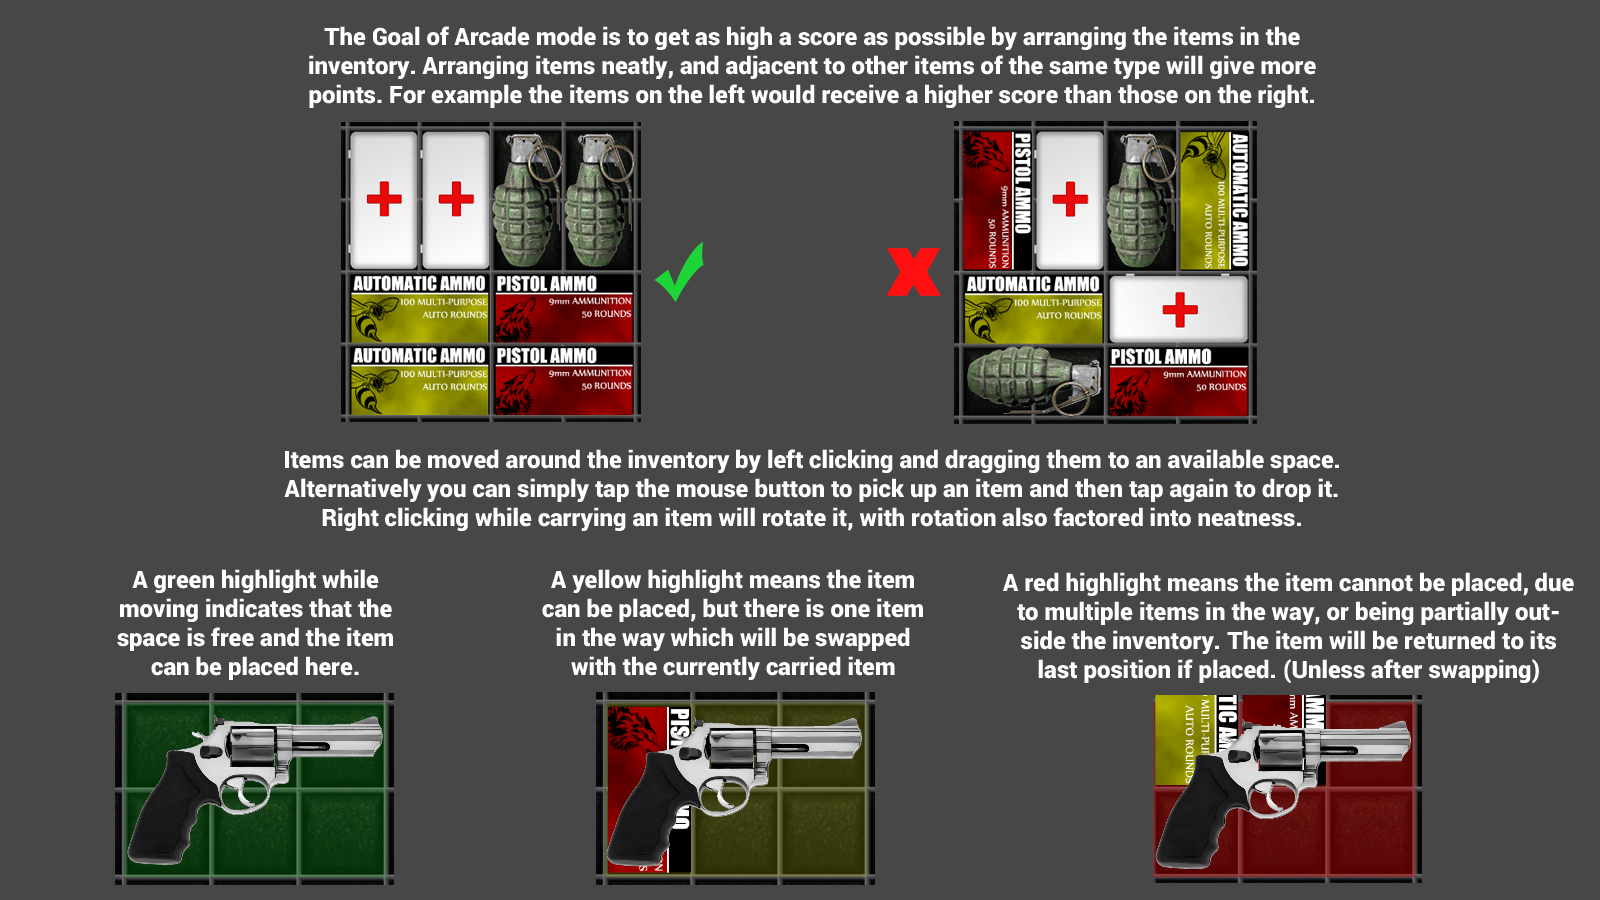 The Goal of Arcade mode is to get as high a score as possible by arranging the items in the
inventory. Arranging items neatly, and adjacent to other items of the same type will give more
points. For example the items on the left would receive a higher score than those on the right.
AUTOMATIC AMMO
100 MULTI-PURPOSE
AUTO ROUNDS
PISTOL AMMO
9mm AMMUNITION
50 ROUNDS
AUTOMATIC AMMO
100 MULTI-PURPOSE
AUTO ROUNDS
PISTOL AMMO
9mm AMMUNITION
50 ROUNDS
PISTOL AMMO
9mm AMMUNITION
50 ROUNDS
AUTOMATIC AMMO
100 MULTI-PURPOSE
AUTO ROUNDS
AUTOMATIC AMMO
100 MULTI-PURPOSE
AUTO ROUNDS
PISTOL AMMO
9mm AMMUNITION
50 ROUNDS
Items can be moved around the inventory by left clicking and dragging them to an available space.
Alternatively you can simply tap the mouse button to pick up an item and then tap again to drop it.
Right clicking while carrying an item will rotate it, with rotation also factored into neatness.
A green highlight while
moving indicates that the
space is free and the item
can be placed here.
A yellow highlight means the item
can be placed, but there is one item
in the way which will be swapped
with the currently carried item
A red highlight means the item cannot be placed, due
to multiple items in the way, or being partially out-
side the inventory. The item will be returned to its
last position if placed. (Unless after swapping)